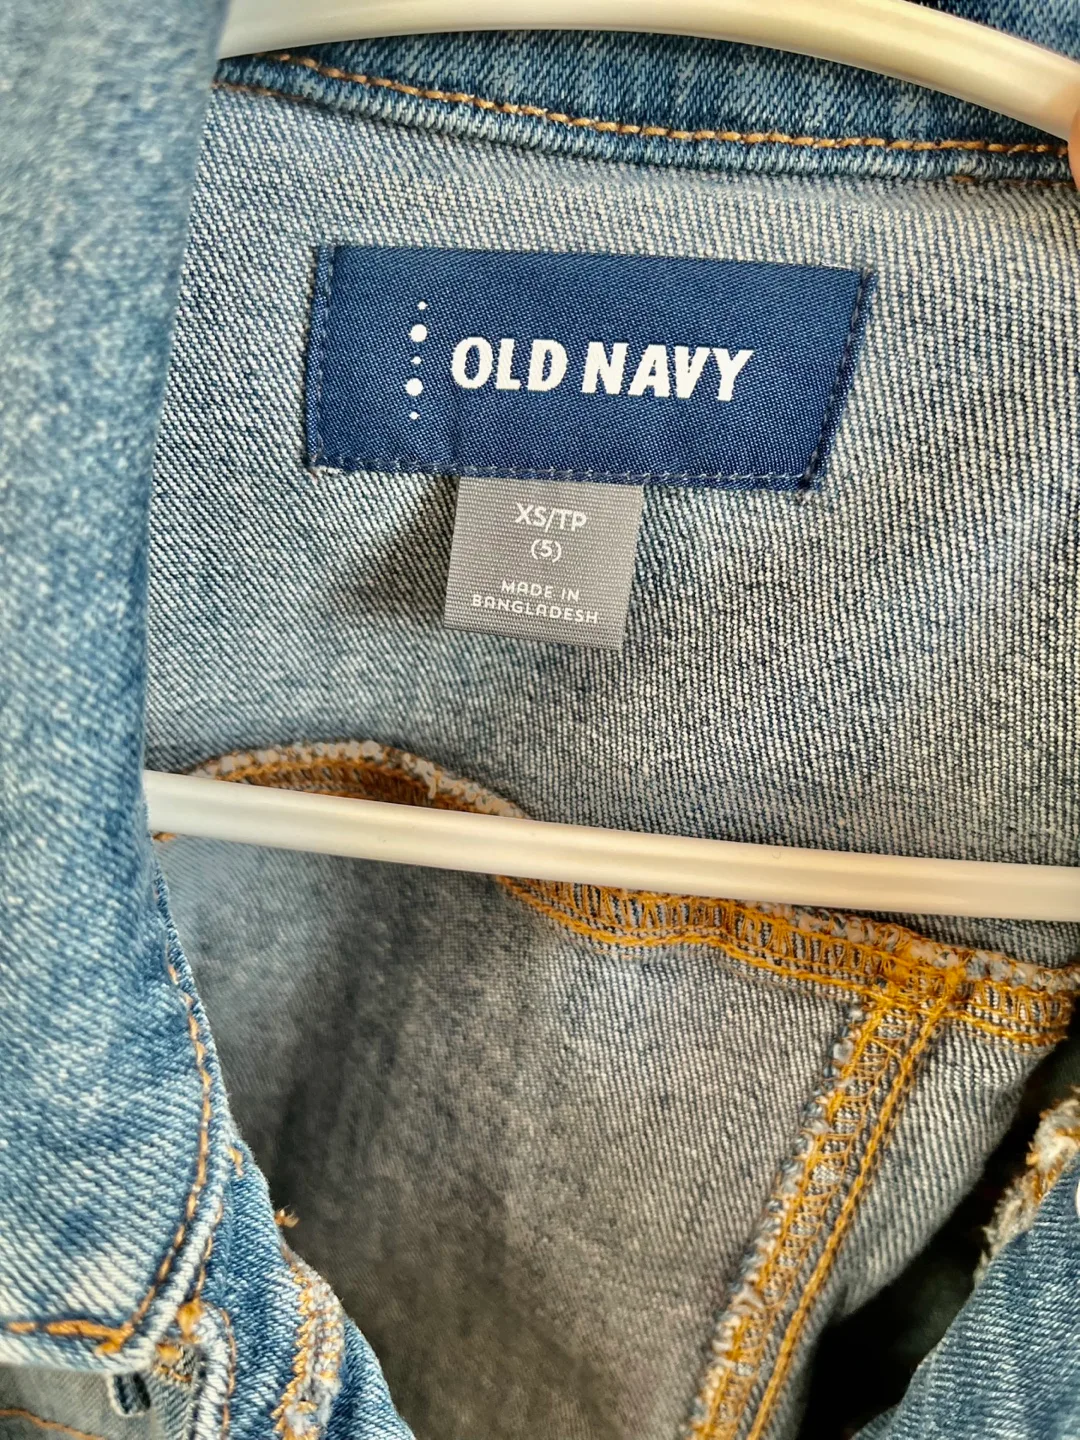 OLD NAVY
XS/TP
(5)
MADE IN
BANGLADESH